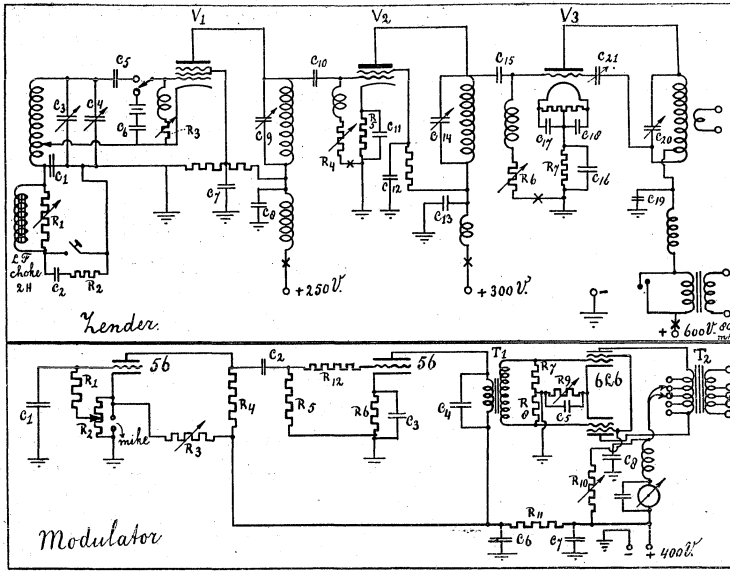 V1 V2 V3
C5 C10 C15 C21
C3 C4 C6 R3 C9 R4 R5 C11 C14 C17 C18 C20
C1 C7 C8 C12 C13 R6 R7 C16 C19
R1
LF choke 2H
C2 R2
+250V. +300V. - + 600V. 80
Zender.
56 C2 56 T1 6L6 T2
R1 R12 R7 R9
C1 R2 mike R3 R4 R5 R6 C3 C4 R8 C5
R10 C8
R11
C6 C7 - + 400V.
Modulator